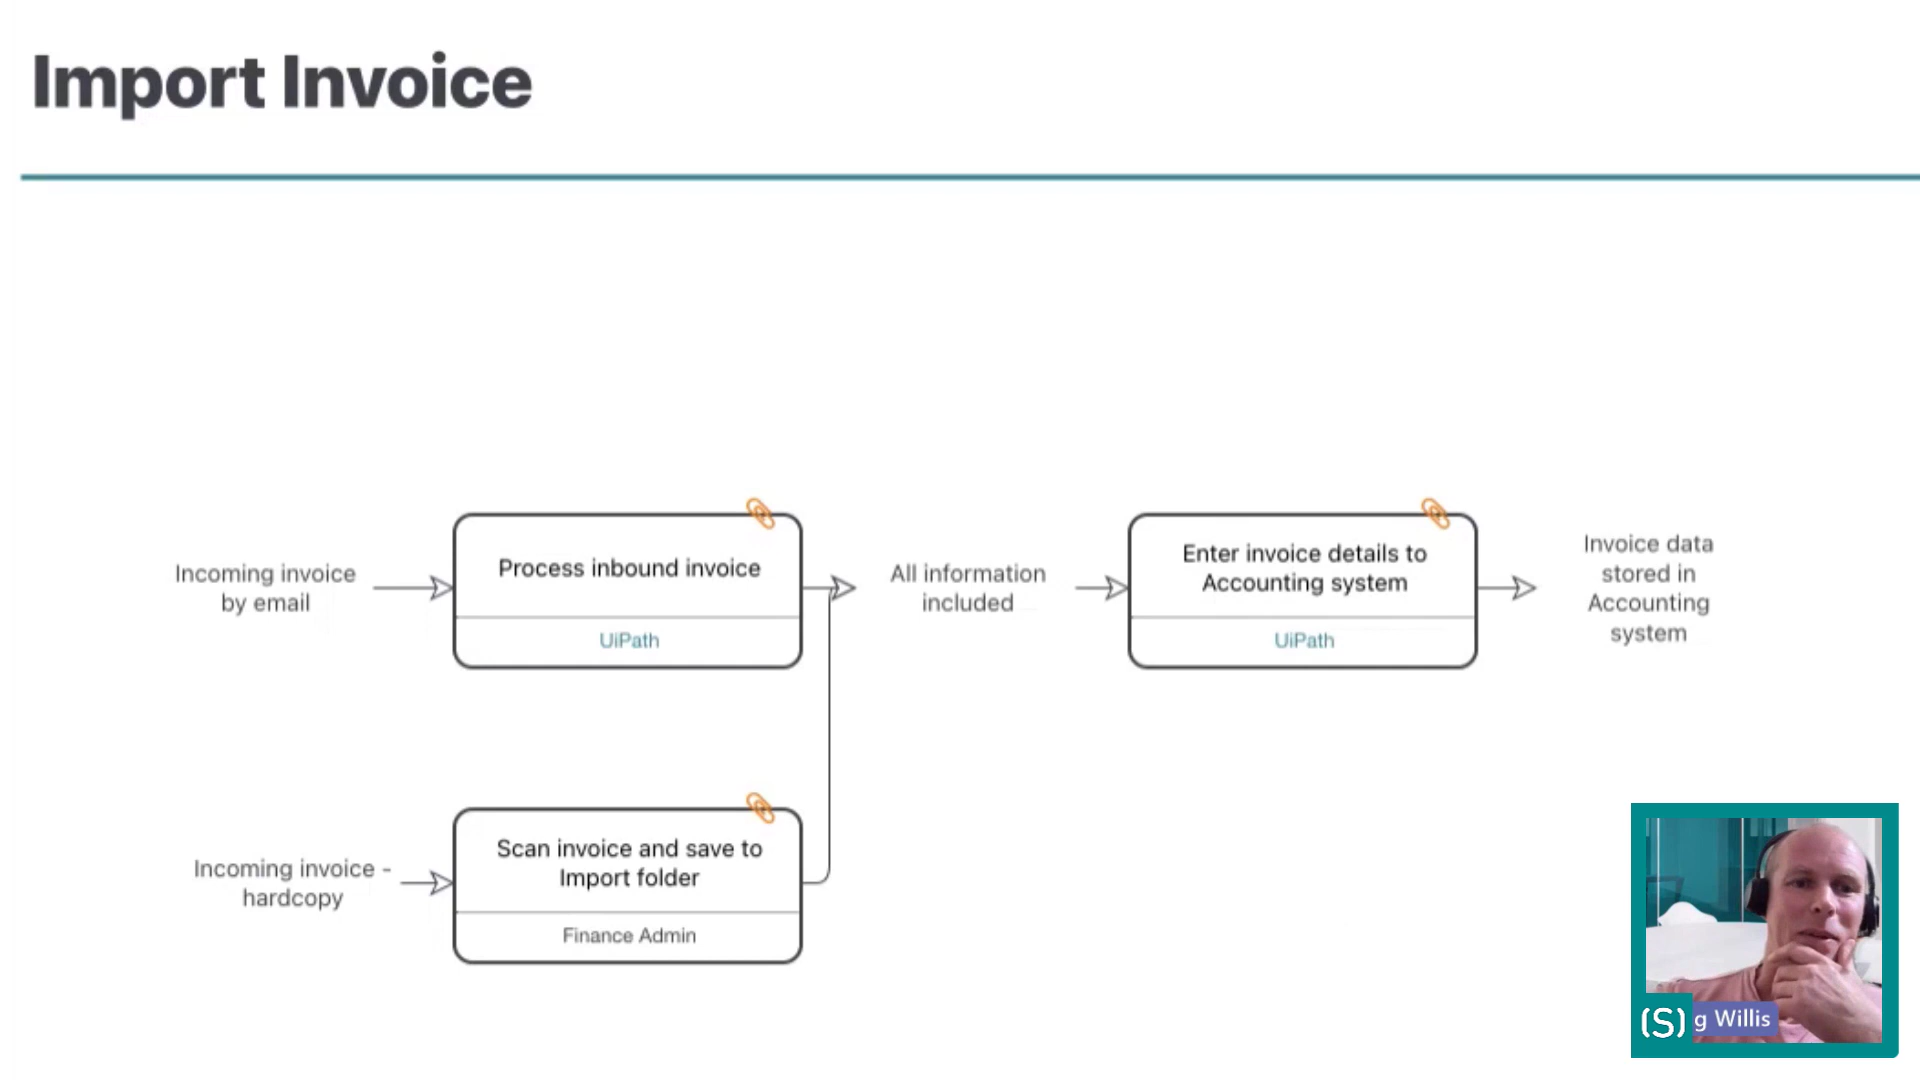 Import Invoice
Incoming invoice
by email
Process inbound invoice
UiPath
All information
included
Enter invoice details to
Accounting system
UiPath
Invoice data
stored in
Accounting
system
Incoming invoice -
hardcopy
Scan invoice and save to
Import folder
Finance Admin
(S) g Willis